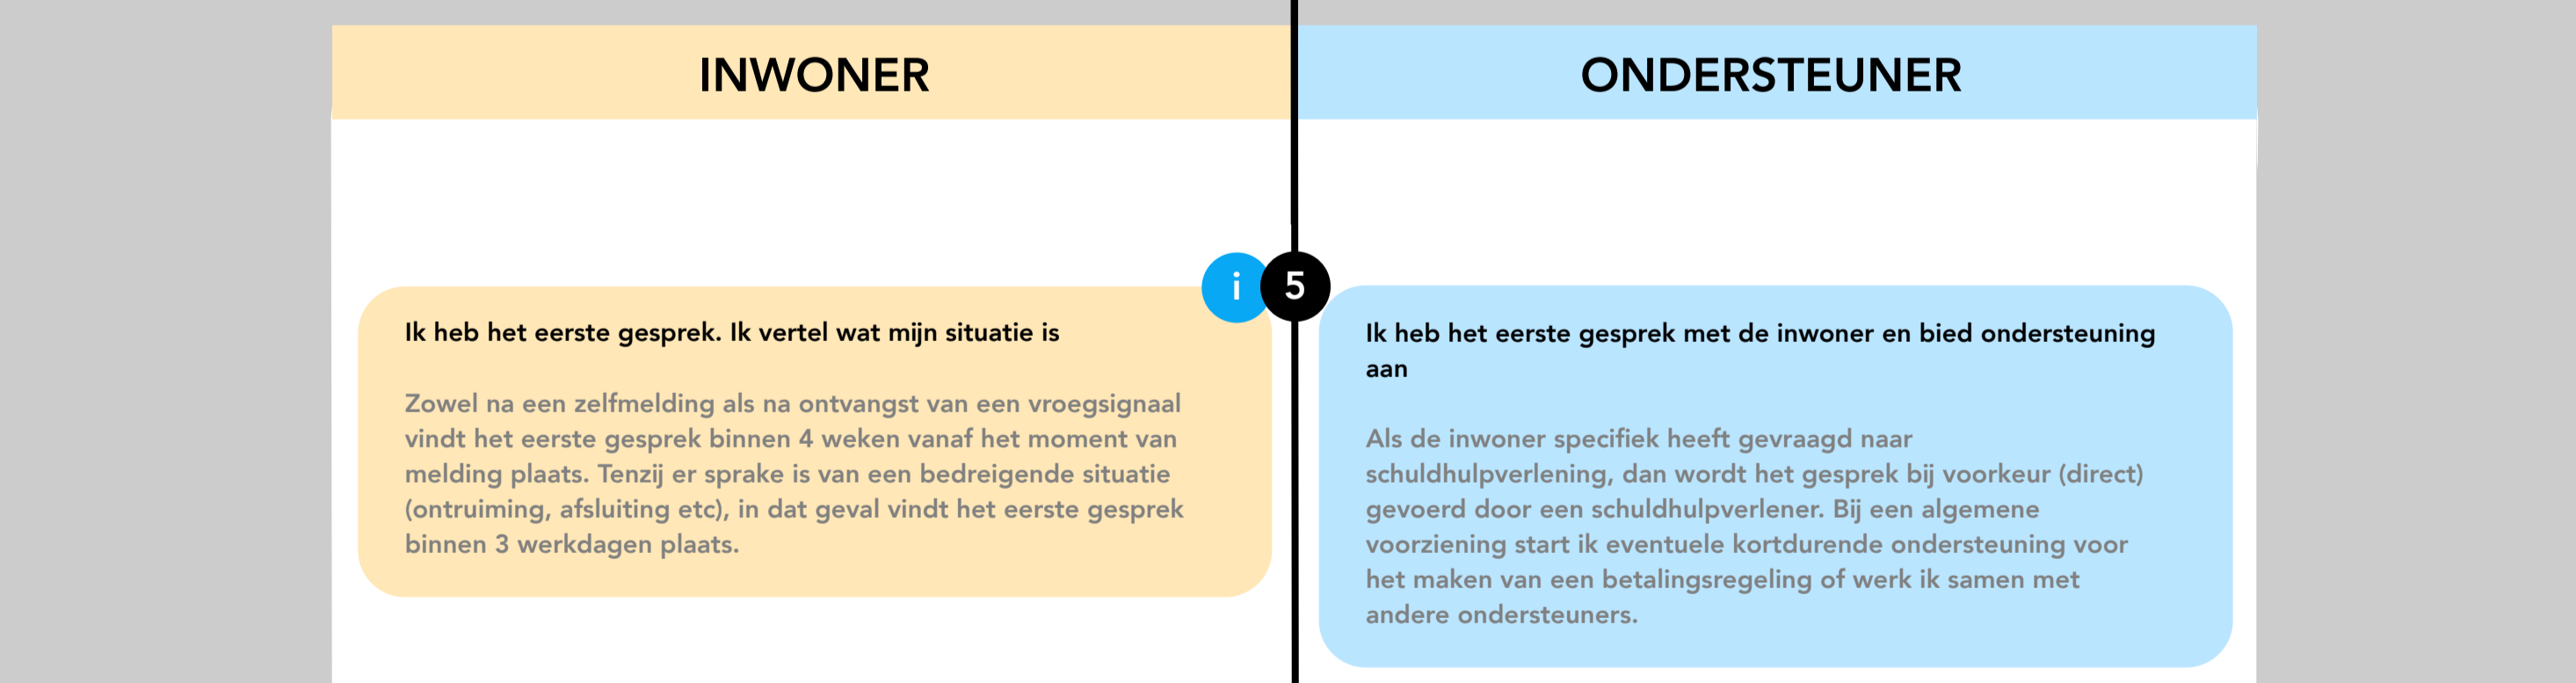 INWONER
ONDERSTEUNER
i
5
Ik heb het eerste gesprek. Ik vertel wat mijn situatie is
Zowel na een zelfmelding als na ontvangst van een vroegsignaal
vindt het eerste gesprek binnen 4 weken vanaf het moment van
melding plaats. Tenzij er sprake is van een bedreigende situatie
(ontruiming, afsluiting etc), in dat geval vindt het eerste gesprek
binnen 3 werkdagen plaats.
Ik heb het eerste gesprek met de inwoner en bied ondersteuning
aan
Als de inwoner specifiek heeft gevraagd naar
schuldhulpverlening, dan wordt het gesprek bij voorkeur (direct)
gevoerd door een schuldhulpverlener. Bij een algemene
voorziening start ik eventuele kortdurende ondersteuning voor
het maken van een betalingsregeling of werk ik samen met
andere ondersteuners.